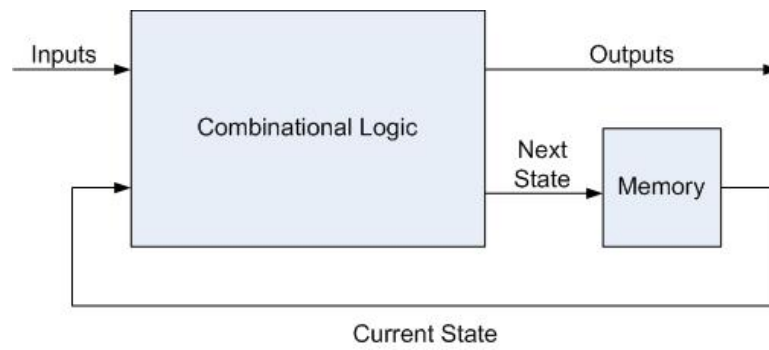 Inputs
Outputs
Combinational Logic
Next
State
Memory
Current State